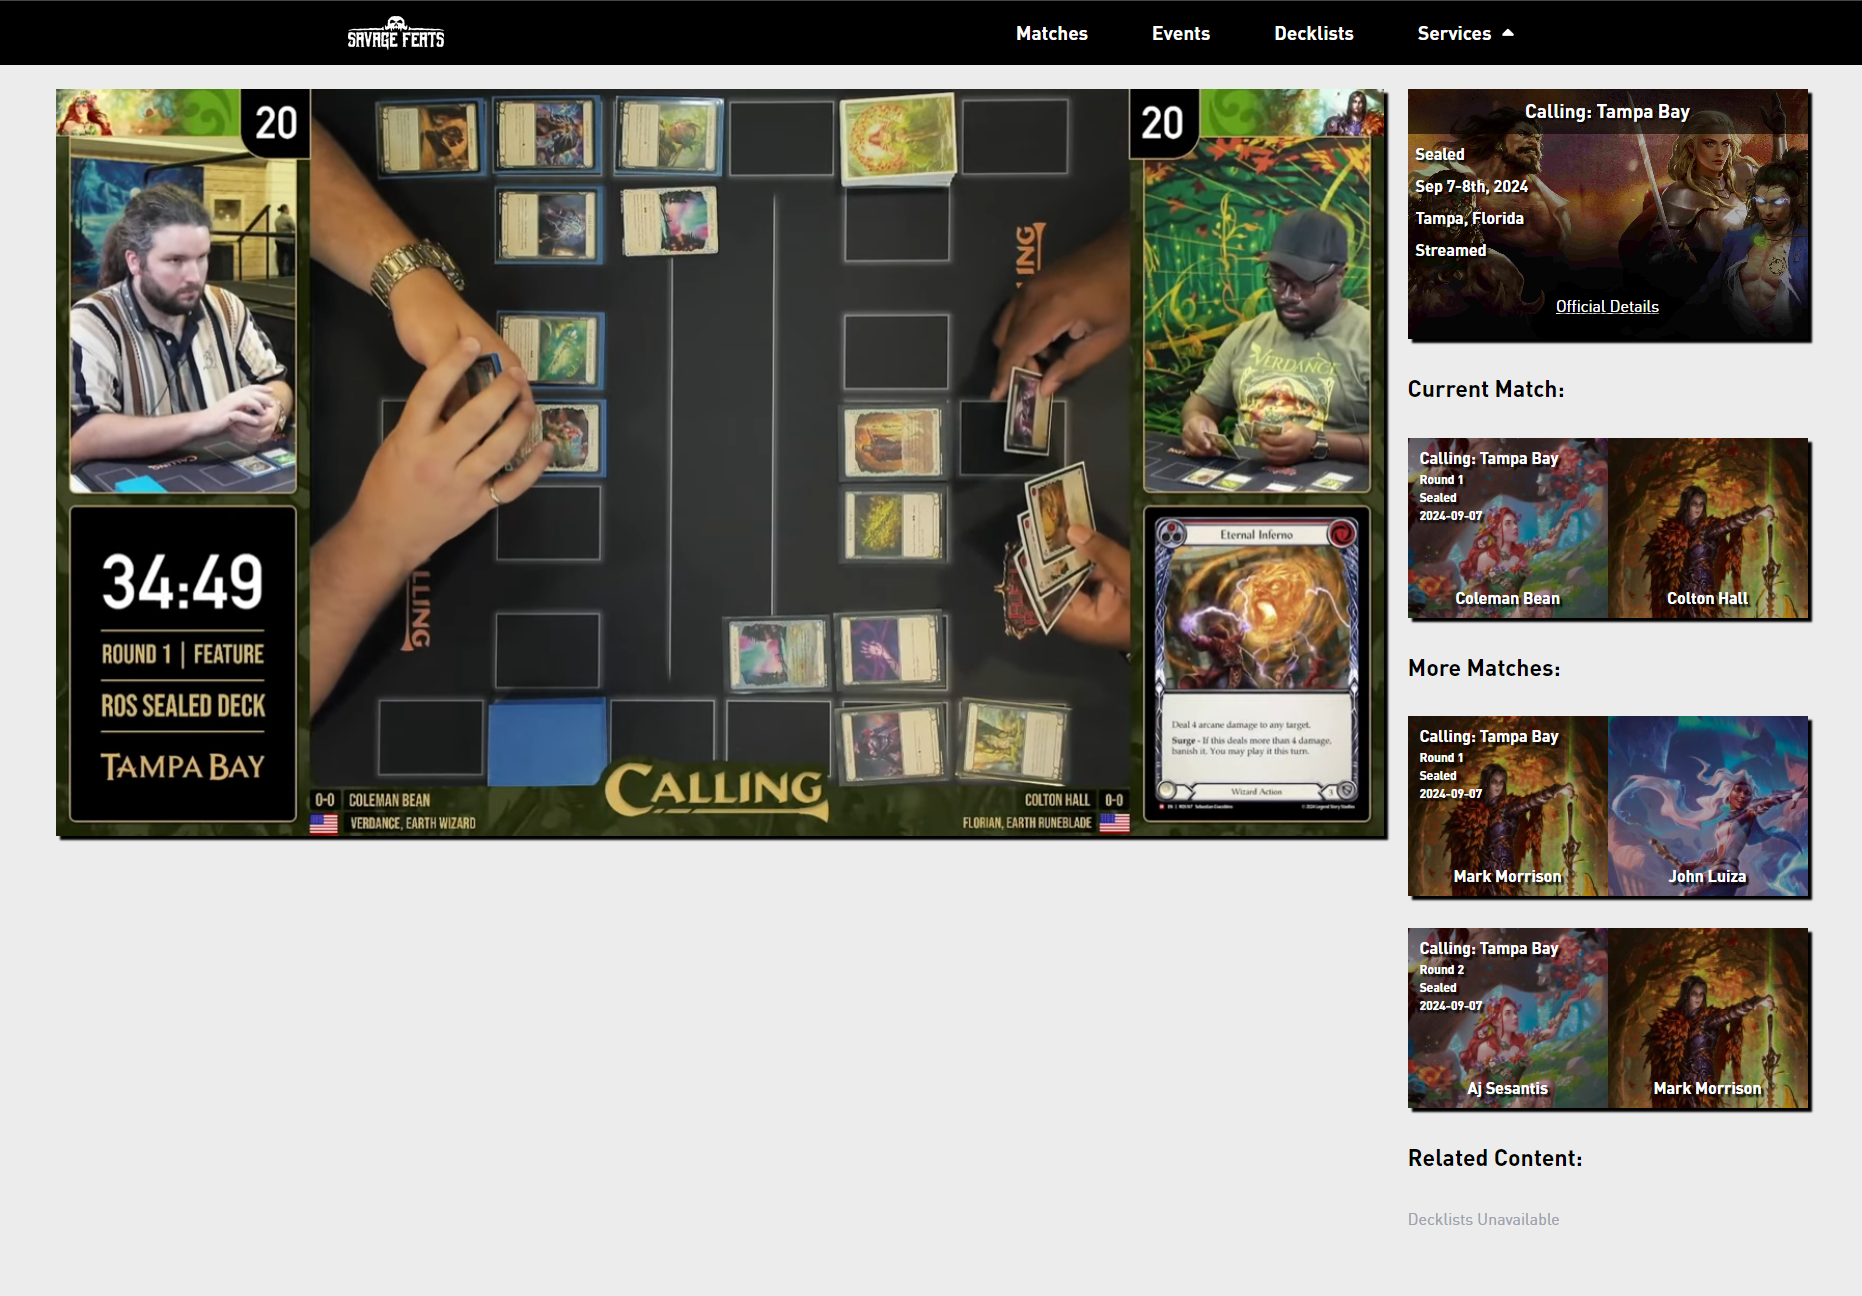 SAVAGE FEATS
Matches
Events
Decklists
Services
20
20
34:49
ROUND 1 | FEATURE
ROS SEALED DECK
TAMPA BAY
CALLING
0-0
COLEMAN BEAN
VERDANCE, EARTH WIZARD
COLTON HALL
0-0
FLORIAN, EARTH RUNEBLADE
VERDANCE
Eternal Inferno
Deal 4 arcane damage to any target.
Surge - If this deals more than 4 damage,
banish it. You may play it this turn.
Wizard Action
3
Calling: Tampa Bay
Sealed
Sep 7-8th, 2024
Tampa, Florida
Streamed
Official Details
Current Match:
Calling: Tampa Bay
Round 1
Sealed
2024-09-07
Coleman Bean
Colton Hall
More Matches:
Calling: Tampa Bay
Round 1
Sealed
2024-09-07
Mark Morrison
John Luiza
Calling: Tampa Bay
Round 2
Sealed
2024-09-07
Aj Sesantis
Mark Morrison
Related Content:
Decklists Unavailable